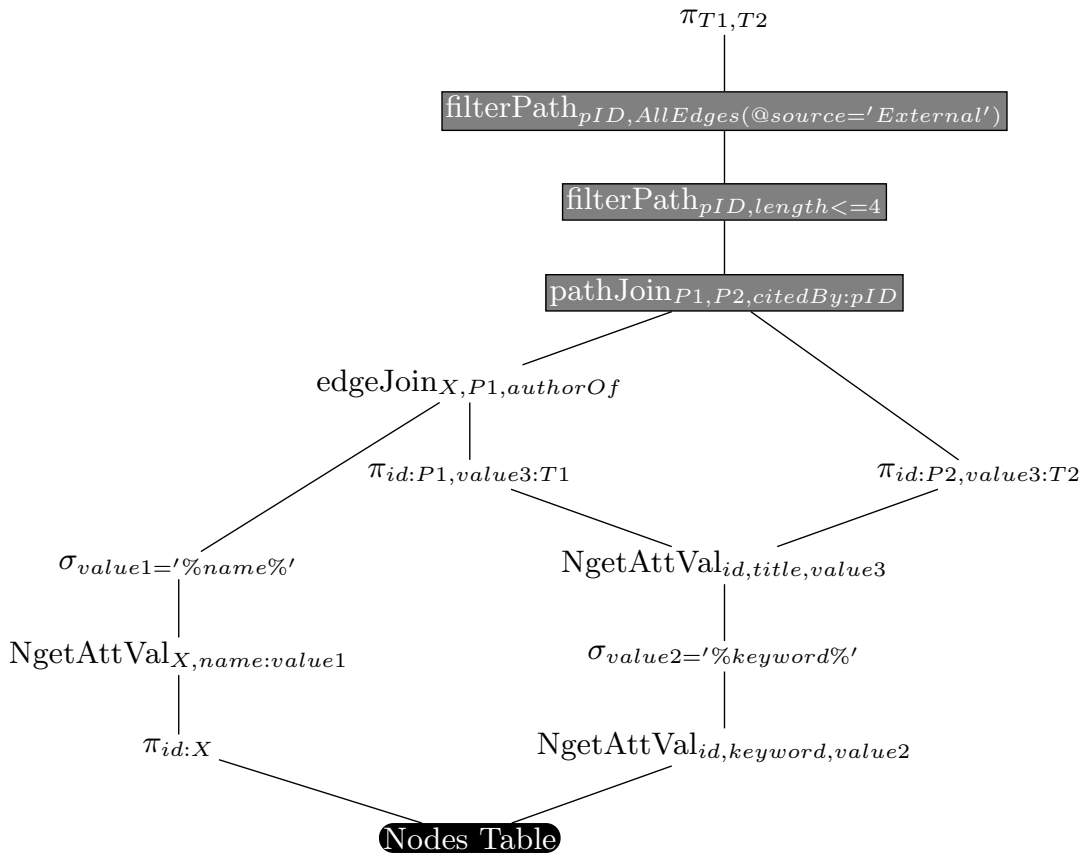 π_{T1,T2}
filterPath_{pID,AllEdges(@source='External')}
filterPath_{pID,length<=4}
pathJoin_{P1,P2,citedBy:pID}
edgeJoin_{X,P1,authorOf}
π_{id:P1,value3:T1} π_{id:P2,value3:T2}
σ_{value1='%name%'} NgetAttVal_{id,title,value3}
NgetAttVal_{X,name:value1} σ_{value2='%keyword%'}
π_{id:X} NgetAttVal_{id,keyword,value2}
Nodes Table